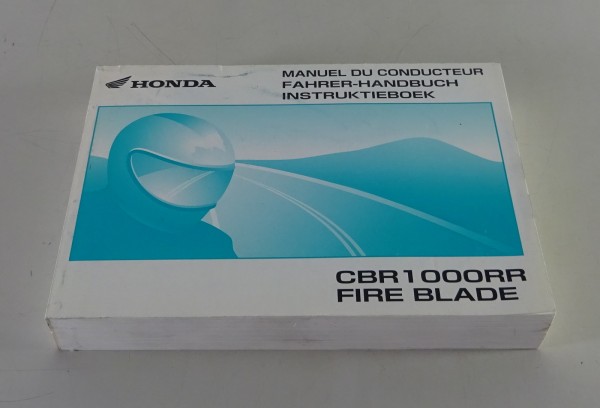 HONDA
MANUEL DU CONDUCTEUR
FAHRER-HANDBUCH
INSTRUKTIEBOEK
CBR1000RR
FIRE BLADE